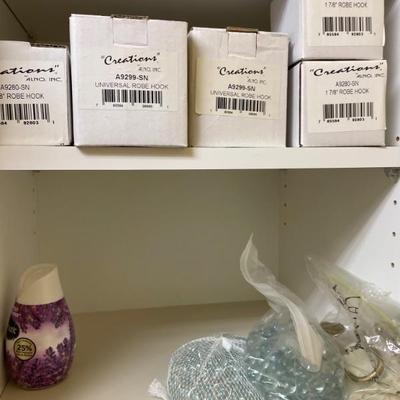 Creations"
ALNO, INC.
A9280-SN
"Creations"
ALNO, INC.
A9299-SN
UNIVERSAL ROBE HOOK
"Creations"
ALNO, INC.
A9299-SN
UNIVERSAL ROBE HOOK
1 7/8" ROBE HOOK
"Creations"
ALNO, INC.
A9280-SN
1 7/8" ROBE HOOK
8" ROBE HOOK
25%